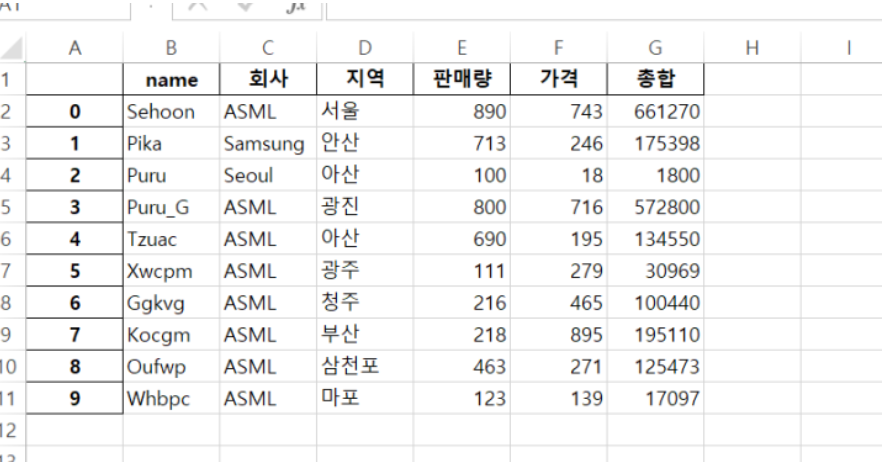 A1 fx
A B C D E F G H I
1 name 회사 지역 판매량 가격 총합
2 0 Sehoon ASML 서울 890 743 661270
3 1 Pika Samsung 안산 713 246 175398
4 2 Puru Seoul 아산 100 18 1800
5 3 Puru_G ASML 광진 800 716 572800
6 4 Tzuac ASML 아산 690 195 134550
7 5 Xwcpm ASML 광주 111 279 30969
8 6 Ggkvg ASML 청주 216 465 100440
9 7 Kocgm ASML 부산 218 895 195110
10 8 Oufwp ASML 삼천포 463 271 125473
11 9 Whbpc ASML 마포 123 139 17097
12
13